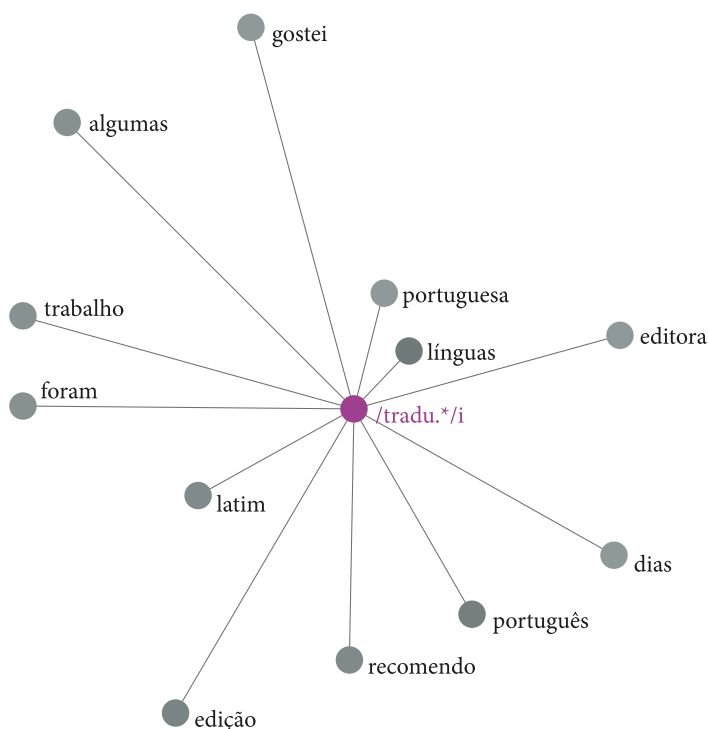 gostei
algumas
portuguesa
trabalho
editora
línguas
foram
/tradu.*/i
latim
dias
português
recomendo
edição